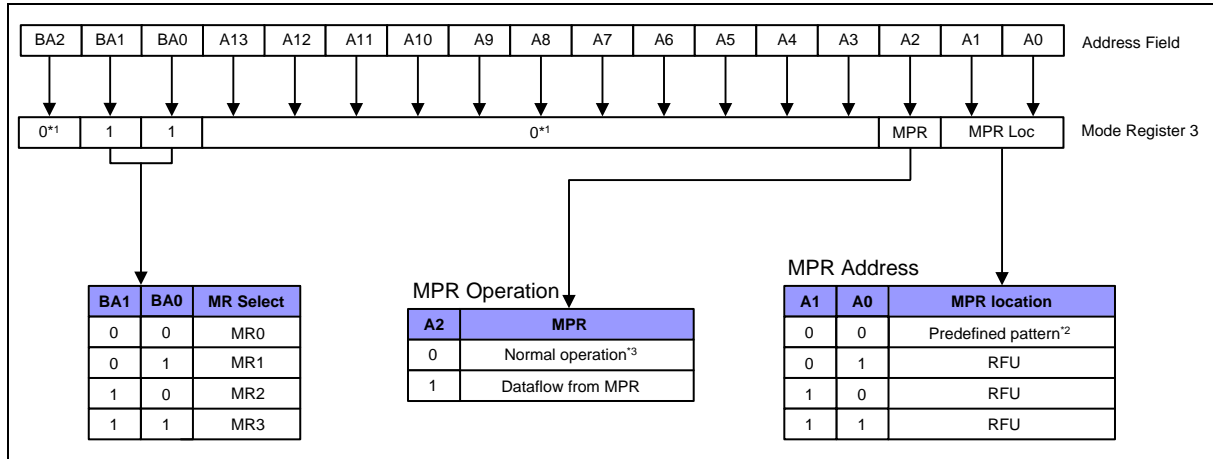 BA2 BA1 BA0 A13 A12 A11 A10 A9 A8 A7 A6 A5 A4 A3 A2 A1 A0 Address Field
0*1 1 1 0*1 MPR MPR Loc Mode Register 3
BA1 BA0 MR Select
0 0 MR0
0 1 MR1
1 0 MR2
1 1 MR3
MPR Operation
A2 MPR
0 Normal operation*3
1 Dataflow from MPR
MPR Address
A1 A0 MPR location
0 0 Predefined pattern*2
0 1 RFU
1 0 RFU
1 1 RFU